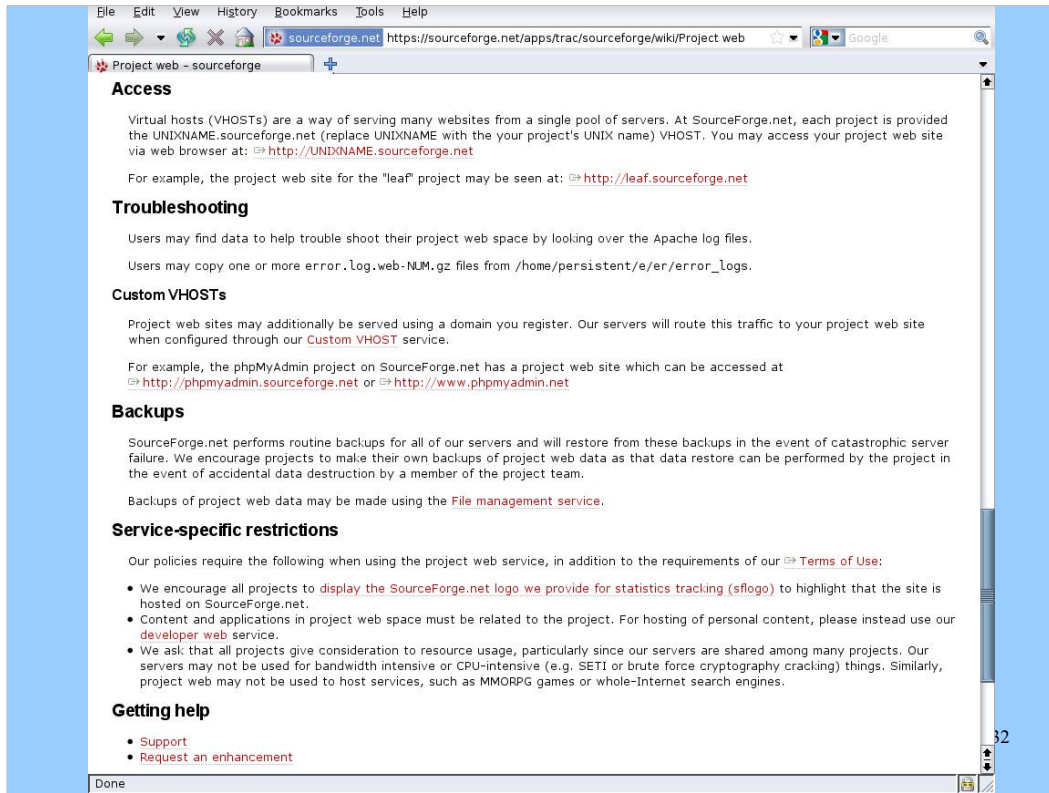 File Edit View History Bookmarks Tools Help
sourceforge.net https://sourceforge.net/apps/trac/sourceforge/wiki/Project web Google
Project web - sourceforge
Access
Virtual hosts (VHOSTs) are a way of serving many websites from a single pool of servers. At SourceForge.net, each project is provided
the UNIXNAME.sourceforge.net (replace UNIXNAME with the your project's UNIX name) VHOST. You may access your project web site
via web browser at: http://UNIXNAME.sourceforge.net
For example, the project web site for the "leaf" project may be seen at: http://leaf.sourceforge.net
Troubleshooting
Users may find data to help trouble shoot their project web space by looking over the Apache log files.
Users may copy one or more error.log.web-NUM.gz files from /home/persistent/e/er/error_logs.
Custom VHOSTs
Project web sites may additionally be served using a domain you register. Our servers will route this traffic to your project web site
when configured through our Custom VHOST service.
For example, the phpMyAdmin project on SourceForge.net has a project web site which can be accessed at
http://phpmyadmin.sourceforge.net or http://www.phpmyadmin.net
Backups
SourceForge.net performs routine backups for all of our servers and will restore from these backups in the event of catastrophic server
failure. We encourage projects to make their own backups of project web data as that data restore can be performed by the project in
the event of accidental data destruction by a member of the project team.
Backups of project web data may be made using the File management service.
Service-specific restrictions
Our policies require the following when using the project web service, in addition to the requirements of our Terms of Use:
• We encourage all projects to display the SourceForge.net logo we provide for statistics tracking (sflogo) to highlight that the site is
hosted on SourceForge.net.
• Content and applications in project web space must be related to the project. For hosting of personal content, please instead use our
developer web service.
• We ask that all projects give consideration to resource usage, particularly since our servers are shared among many projects. Our
servers may not be used for bandwidth intensive or CPU-intensive (e.g. SETI or brute force cryptography cracking) things. Similarly,
project web may not be used to host services, such as MMORPG games or whole-Internet search engines.
Getting help
• Support
• Request an enhancement
32
Done